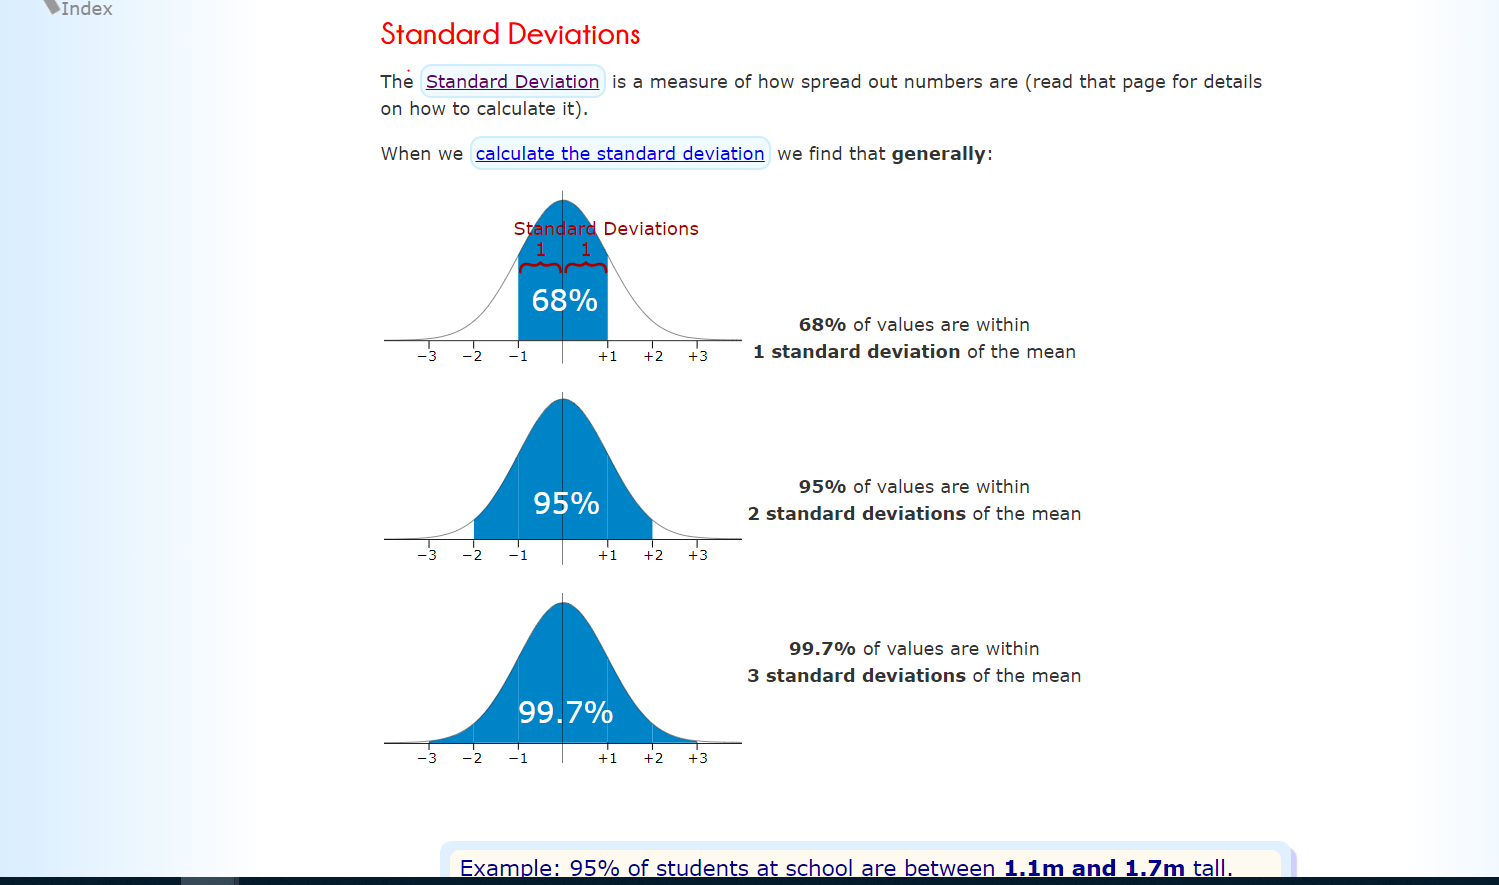 Index
Standard Deviations
The Standard Deviation is a measure of how spread out numbers are (read that page for details
on how to calculate it).
When we calculate the standard deviation we find that generally:
Standard Deviations
1 1
68%
−3 −2 −1 +1 +2 +3
68% of values are within
1 standard deviation of the mean
95%
−3 −2 −1 +1 +2 +3
95% of values are within
2 standard deviations of the mean
99.7%
−3 −2 −1 +1 +2 +3
99.7% of values are within
3 standard deviations of the mean
Example: 95% of students at school are between 1.1m and 1.7m tall.